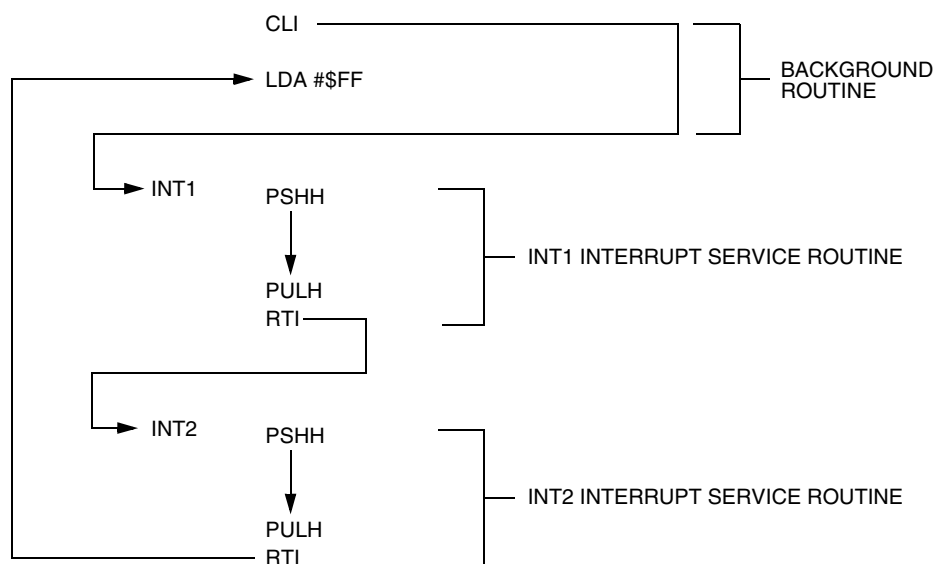 CLI
LDA #$FF
BACKGROUND
ROUTINE
INT1
PSHH
INT1 INTERRUPT SERVICE ROUTINE
PULH
RTI
INT2
PSHH
INT2 INTERRUPT SERVICE ROUTINE
PULH
RTI